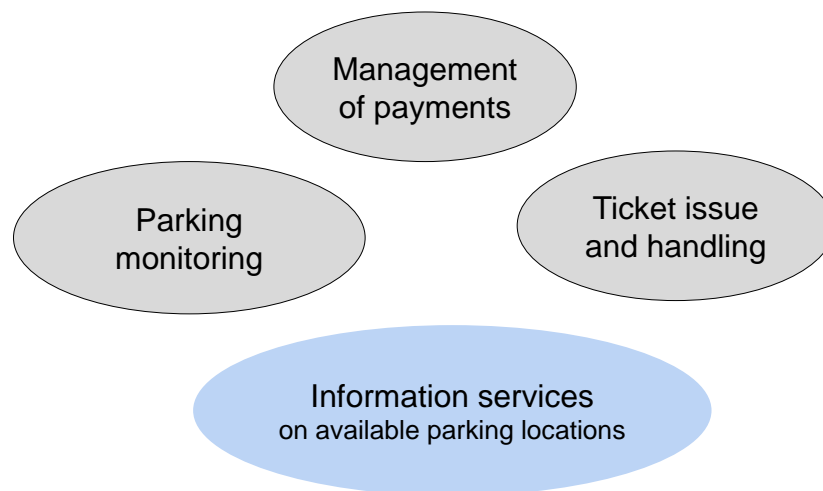 Management
of payments
Parking
monitoring
Ticket issue
and handling
Information services
on available parking locations